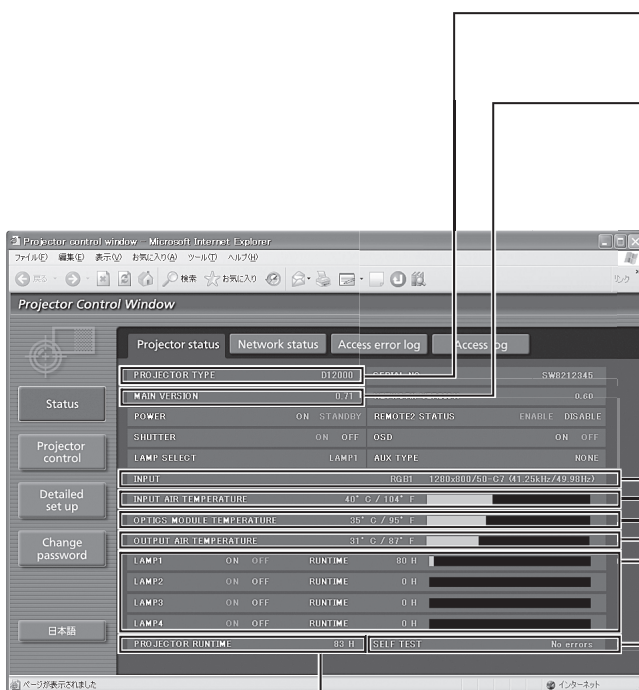 Projector control window - Microsoft Internet Explorer
ファイル(F) 編集(E) 表示(V) お気に入り(A) ツール(T) ヘルプ(H)
戻る 検索 お気に入り リンク
Projector Control Window
Projector status Network status Access error log Access log
Status
Projector control
Detailed set up
Change password
日本語
PROJECTOR TYPE D12000 SERIAL NO. SW8212345
MAIN VERSION 0.71 0.60
POWER ON STANDBY REMOTE2 STATUS ENABLE DISABLE
SHUTTER ON OFF OSD ON OFF
LAMP SELECT LAMP1 AUX TYPE NONE
INPUT RGB1 1280x800/50-C7 (41.25kHz/49.98Hz)
INPUT AIR TEMPERATURE 40° C / 104° F
OPTICS MODULE TEMPERATURE 35° C / 95° F
OUTPUT AIR TEMPERATURE 31° C / 87° F
LAMP1 ON OFF RUNTIME 80 H
LAMP2 ON OFF RUNTIME 0 H
LAMP3 ON OFF RUNTIME 0 H
LAMP4 ON OFF RUNTIME 0 H
PROJECTOR RUNTIME 83 H SELF TEST No errors
ページが表示されました インターネット